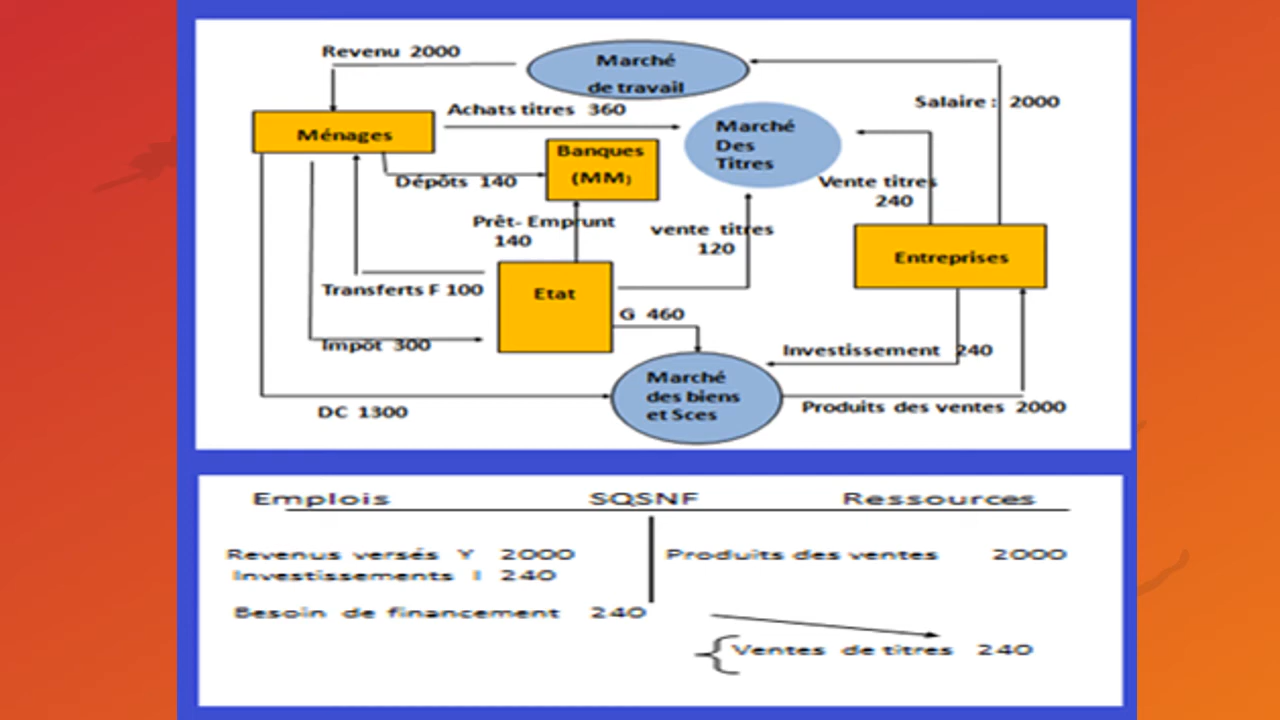 Revenu 2000
Marché
de travail
Salaire : 2000
Achats titres 360
Ménages
Marché
Des
Titres
Banques
(MM)
Dépôts 140
Vente titres
240
Prêt- Emprunt
140
vente titres
120
Entreprises
Transferts F 100
Etat
G 460
Impôt 300
Investissement 240
Marché
des biens
et Sces
DC 1300
Produits des ventes 2000
Emplois SQSNF Ressources
Revenus versés Y 2000 Produits des ventes 2000
Investissements I 240
Besoin de financement 240
Ventes de titres 240